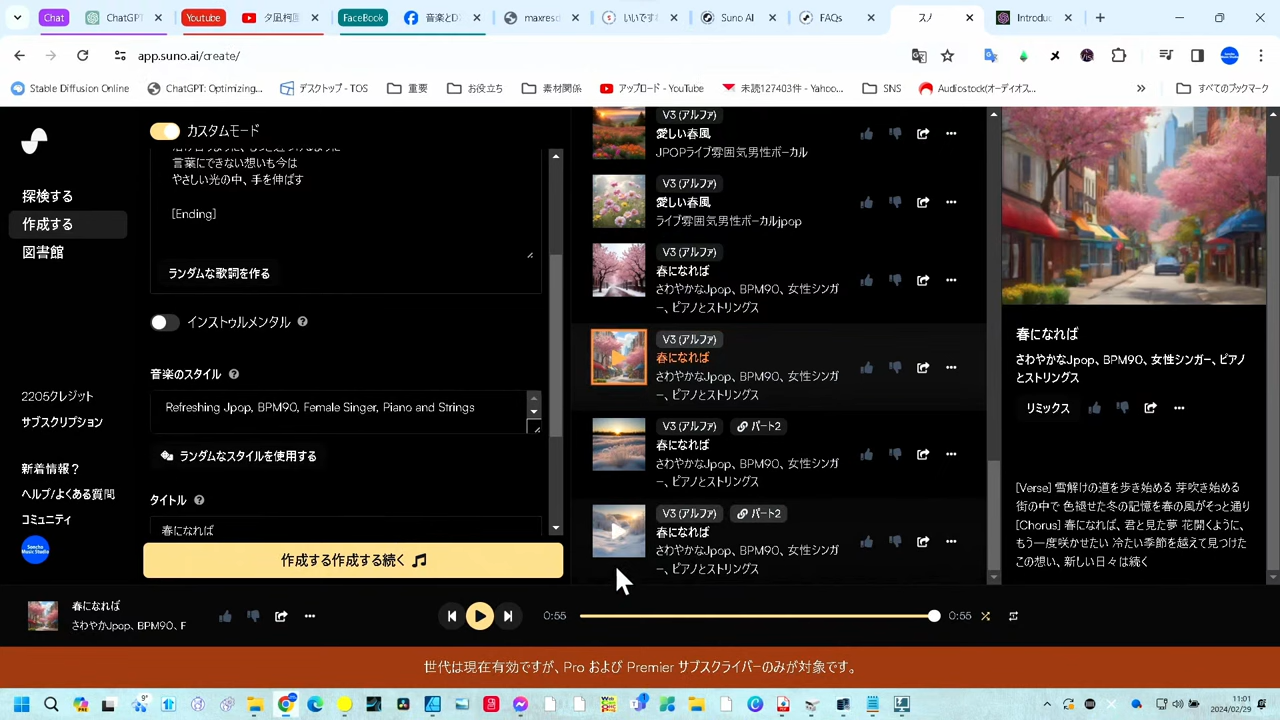 Chat
ChatGPT
Youtube
夕凪柯
FaceBook
音楽とD
maxreso
いいです
Suno AI
FAQs
スノ
Introduc
app.suno.ai/create/
Stable Diffusion Online
ChatGPT: Optimizing...
デスクトップ - TOS
重要
お役立ち
素材関係
アップロード - YouTube
未読127403件 - Yahoo...
SNS
Audiostock(オーディオス...
すべてのブックマーク
カスタムモード
探検する
作成する
図書館
2205クレジット
サブスクリプション
新着情報？
ヘルプ/よくある質問
コミュニティ
Sancha Music Studio
言葉にできない想いも今は
やさしい光の中、手を伸ばす
[Ending]
ランダムな歌詞を作る
インストゥルメンタル
音楽のスタイル
Refreshing Jpop, BPM90, Female Singer, Piano and Strings
ランダムなスタイルを使用する
タイトル
春になれば
作成する作成する続く
V3 (アルファ)
愛しい春風
JPOPライブ雰囲気男性ボーカル
V3 (アルファ)
愛しい春風
ライブ雰囲気男性ボーカルjpop
V3 (アルファ)
春になれば
さわやかなJpop、BPM90、女性シンガ
ー、ピアノとストリングス
V3 (アルファ)
春になれば
さわやかなJpop、BPM90、女性シンガ
ー、ピアノとストリングス
V3 (アルファ) パート2
春になれば
さわやかなJpop、BPM90、女性シンガ
ー、ピアノとストリングス
V3 (アルファ) パート2
春になれば
さわやかなJpop、BPM90、女性シンガ
ー、ピアノとストリングス
春になれば
さわやかなJpop、BPM90、女性シンガー、ピアノ
とストリングス
リミックス
[Verse] 雪解けの道を歩き始める 芽吹き始める
街の中で 色褪せた冬の記憶を春の風がそっと通り
[Chorus] 春になれば、君と見た夢 花開くように、
もう一度咲かせたい 冷たい季節を越えて見つけた
この想い、新しい日々は続く
春になれば
さわやかJpop、BPM90、F
0:55
0:55
世代は現在有効ですが、Pro および Premier サブスクライバーのみが対象です。
9°
11:01
2024/02/29